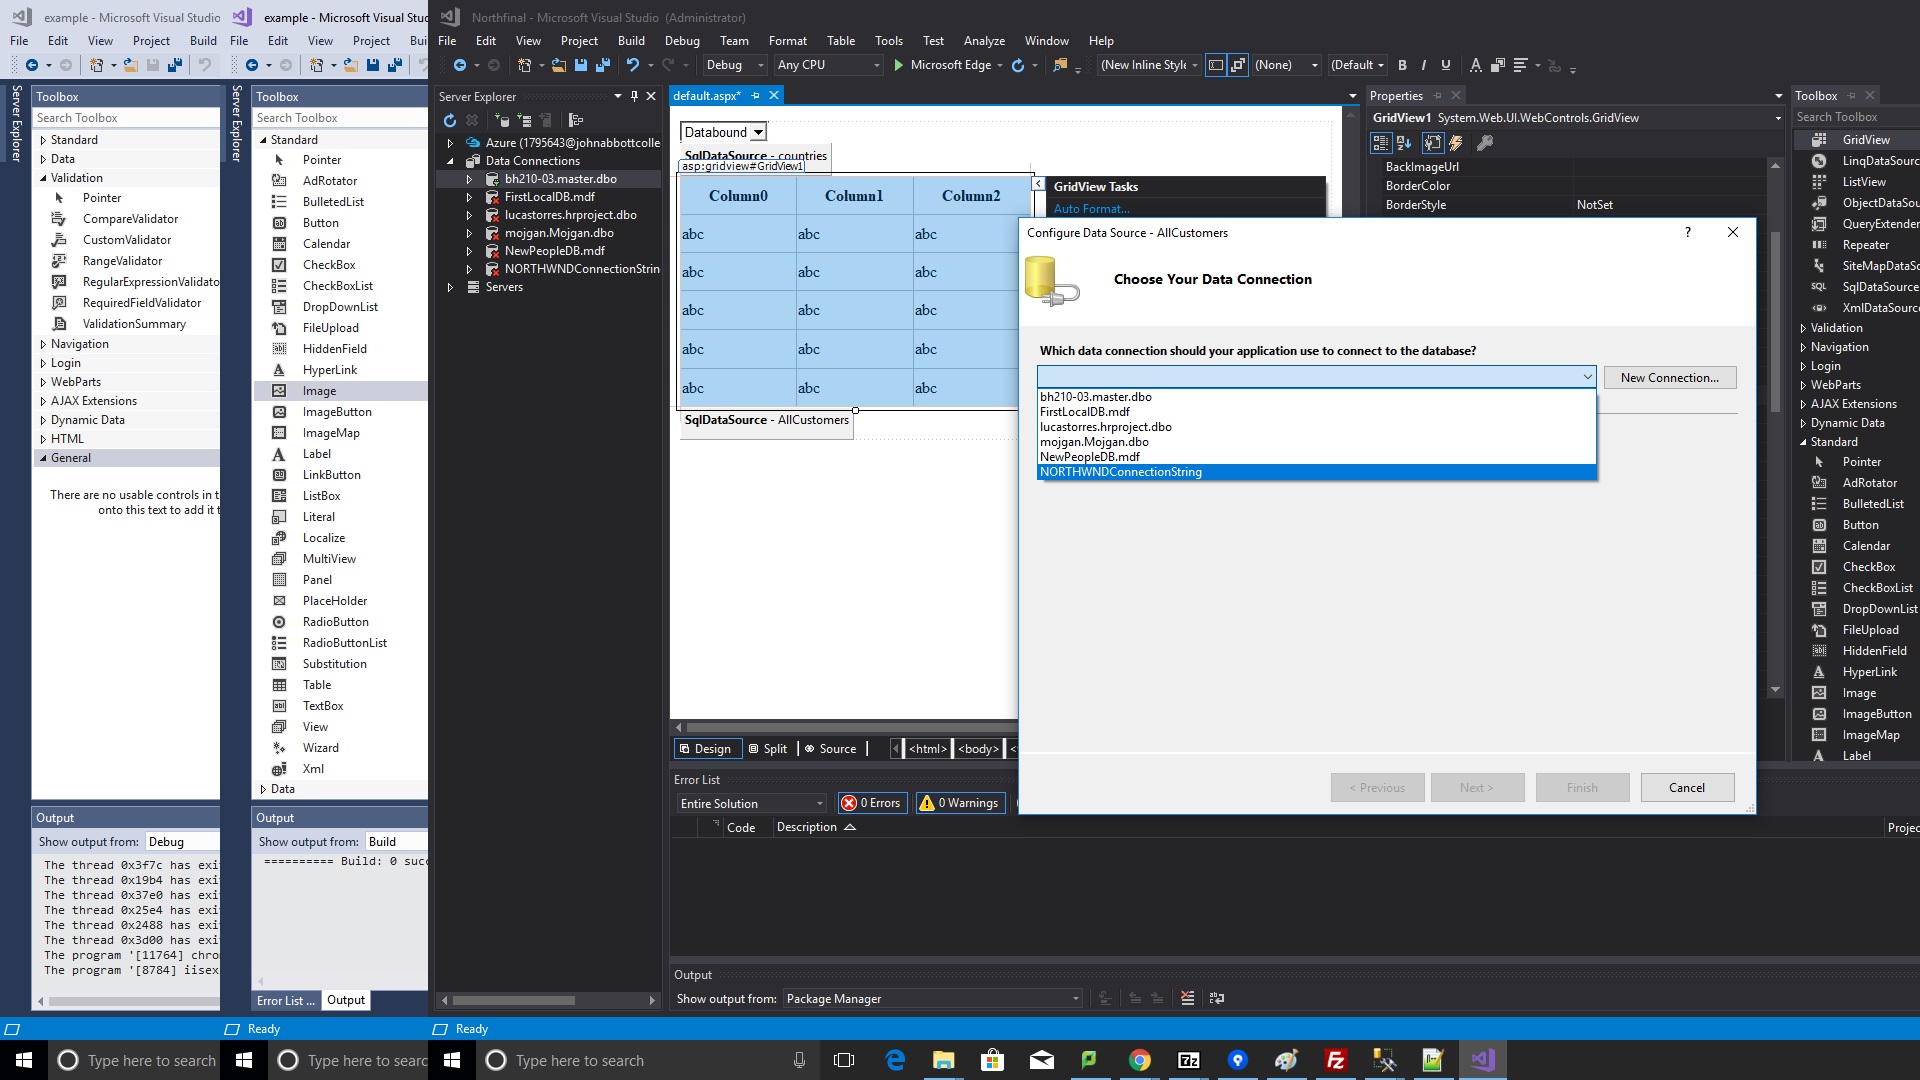 example - Microsoft Visual Studio
File Edit View Project Build
Server Explorer
Toolbox
Search Toolbox
Standard
Data
Validation
Pointer
CompareValidator
CustomValidator
RangeValidator
RegularExpressionValidato
RequiredFieldValidator
ValidationSummary
Navigation
Login
WebParts
AJAX Extensions
Dynamic Data
HTML
General
There are no usable controls in t
onto this text to add it t
Output
Show output from: Debug
The thread 0x3f7c has exi
The thread 0x19b4 has exi
The thread 0x37e0 has exi
The thread 0x25e4 has exi
The thread 0x2488 has exi
The thread 0x3d00 has exi
The program '[11764] chro
The program '[8784] iisex
Type here to search
example - Microsoft Visual Stud
File Edit View Project Bui
Server Explorer
Toolbox
Search Toolbox
Standard
Pointer
AdRotator
BulletedList
Button
Calendar
CheckBox
CheckBoxList
DropDownList
FileUpload
HiddenField
HyperLink
Image
ImageButton
ImageMap
Label
LinkButton
ListBox
Literal
Localize
MultiView
Panel
PlaceHolder
RadioButton
RadioButtonList
Substitution
Table
TextBox
View
Wizard
Xml
Data
Output
Show output from: Build
========== Build: 0 succ
Error List ... Output
Ready
Type here to searc
Northfinal - Microsoft Visual Studio (Administrator)
File Edit View Project Build Debug Team Format Table Tools Test Analyze Window Help
Debug Any CPU Microsoft Edge (New Inline Style (None) (Default B I U A
Server Explorer
Azure (1795643@johnabbottcolle
Data Connections
bh210-03.master.dbo
FirstLocalDB.mdf
lucastorres.hrproject.dbo
mojgan.Mojgan.dbo
NewPeopleDB.mdf
NORTHWNDConnectionStrin
Servers
default.aspx*
Databound
SqlDataSource - countries
asp:gridview#GridView1
Column0 Column1 Column2
abc abc abc
abc abc abc
abc abc abc
abc abc abc
abc abc abc
SqlDataSource - AllCustomers
GridView Tasks
Auto Format...
Design Split Source <html> <body> <
Error List
Entire Solution 0 Errors 0 Warnings
Code Description Projec
Output
Show output from: Package Manager
Configure Data Source - AllCustomers
?
Choose Your Data Connection
Which data connection should your application use to connect to the database?
New Connection...
bh210-03.master.dbo
FirstLocalDB.mdf
lucastorres.hrproject.dbo
mojgan.Mojgan.dbo
NewPeopleDB.mdf
NORTHWNDConnectionString
< Previous Next > Finish Cancel
Properties
GridView1 System.Web.UI.WebControls.GridView
BackImageUrl
BorderColor
BorderStyle NotSet
Toolbox
Search Toolbox
GridView
LinqDataSourc
ListView
ObjectDataSou
QueryExtender
Repeater
SiteMapDataSo
SQL SqlDataSource
XmlDataSource
Validation
Navigation
Login
WebParts
AJAX Extensions
Dynamic Data
Standard
Pointer
AdRotator
BulletedList
Button
Calendar
CheckBox
CheckBoxList
DropDownList
FileUpload
HiddenField
HyperLink
Image
ImageButton
ImageMap
Label
Ready
Type here to search